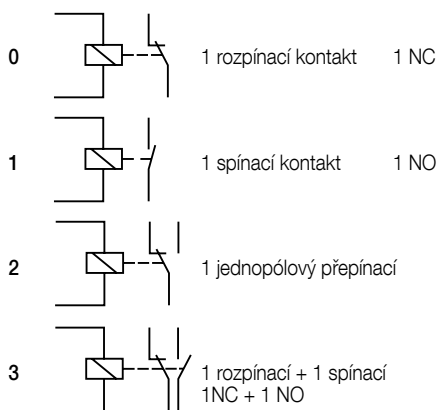 0 1 rozpínací kontakt 1 NC
1 1 spínací kontakt 1 NO
2 1 jednopólový přepínací
3 1 rozpínací + 1 spínací
1NC + 1 NO